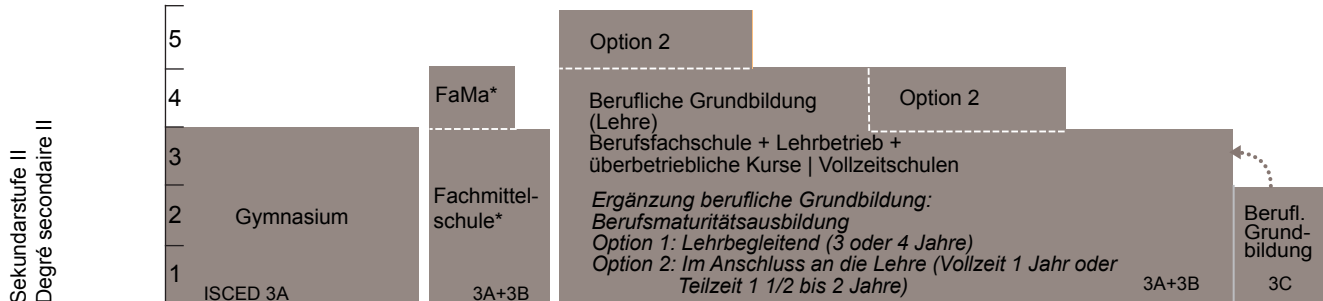 Sekundarstufe II
Degré secondaire II
5
4
3
2
1
Gymnasium
ISCED 3A
FaMa*
Fachmittel-
schule*
3A+3B
Option 2
Berufliche Grundbildung
(Lehre)
Berufsfachschule + Lehrbetrieb +
überbetriebliche Kurse | Vollzeitschulen
Ergänzung berufliche Grundbildung:
Berufsmaturitätsausbildung
Option 1: Lehrbegleitend (3 oder 4 Jahre)
Option 2: Im Anschluss an die Lehre (Vollzeit 1 Jahr oder
Teilzeit 1 1/2 bis 2 Jahre)
Option 2
3A+3B
Berufl.
Grund-
bildung
3C